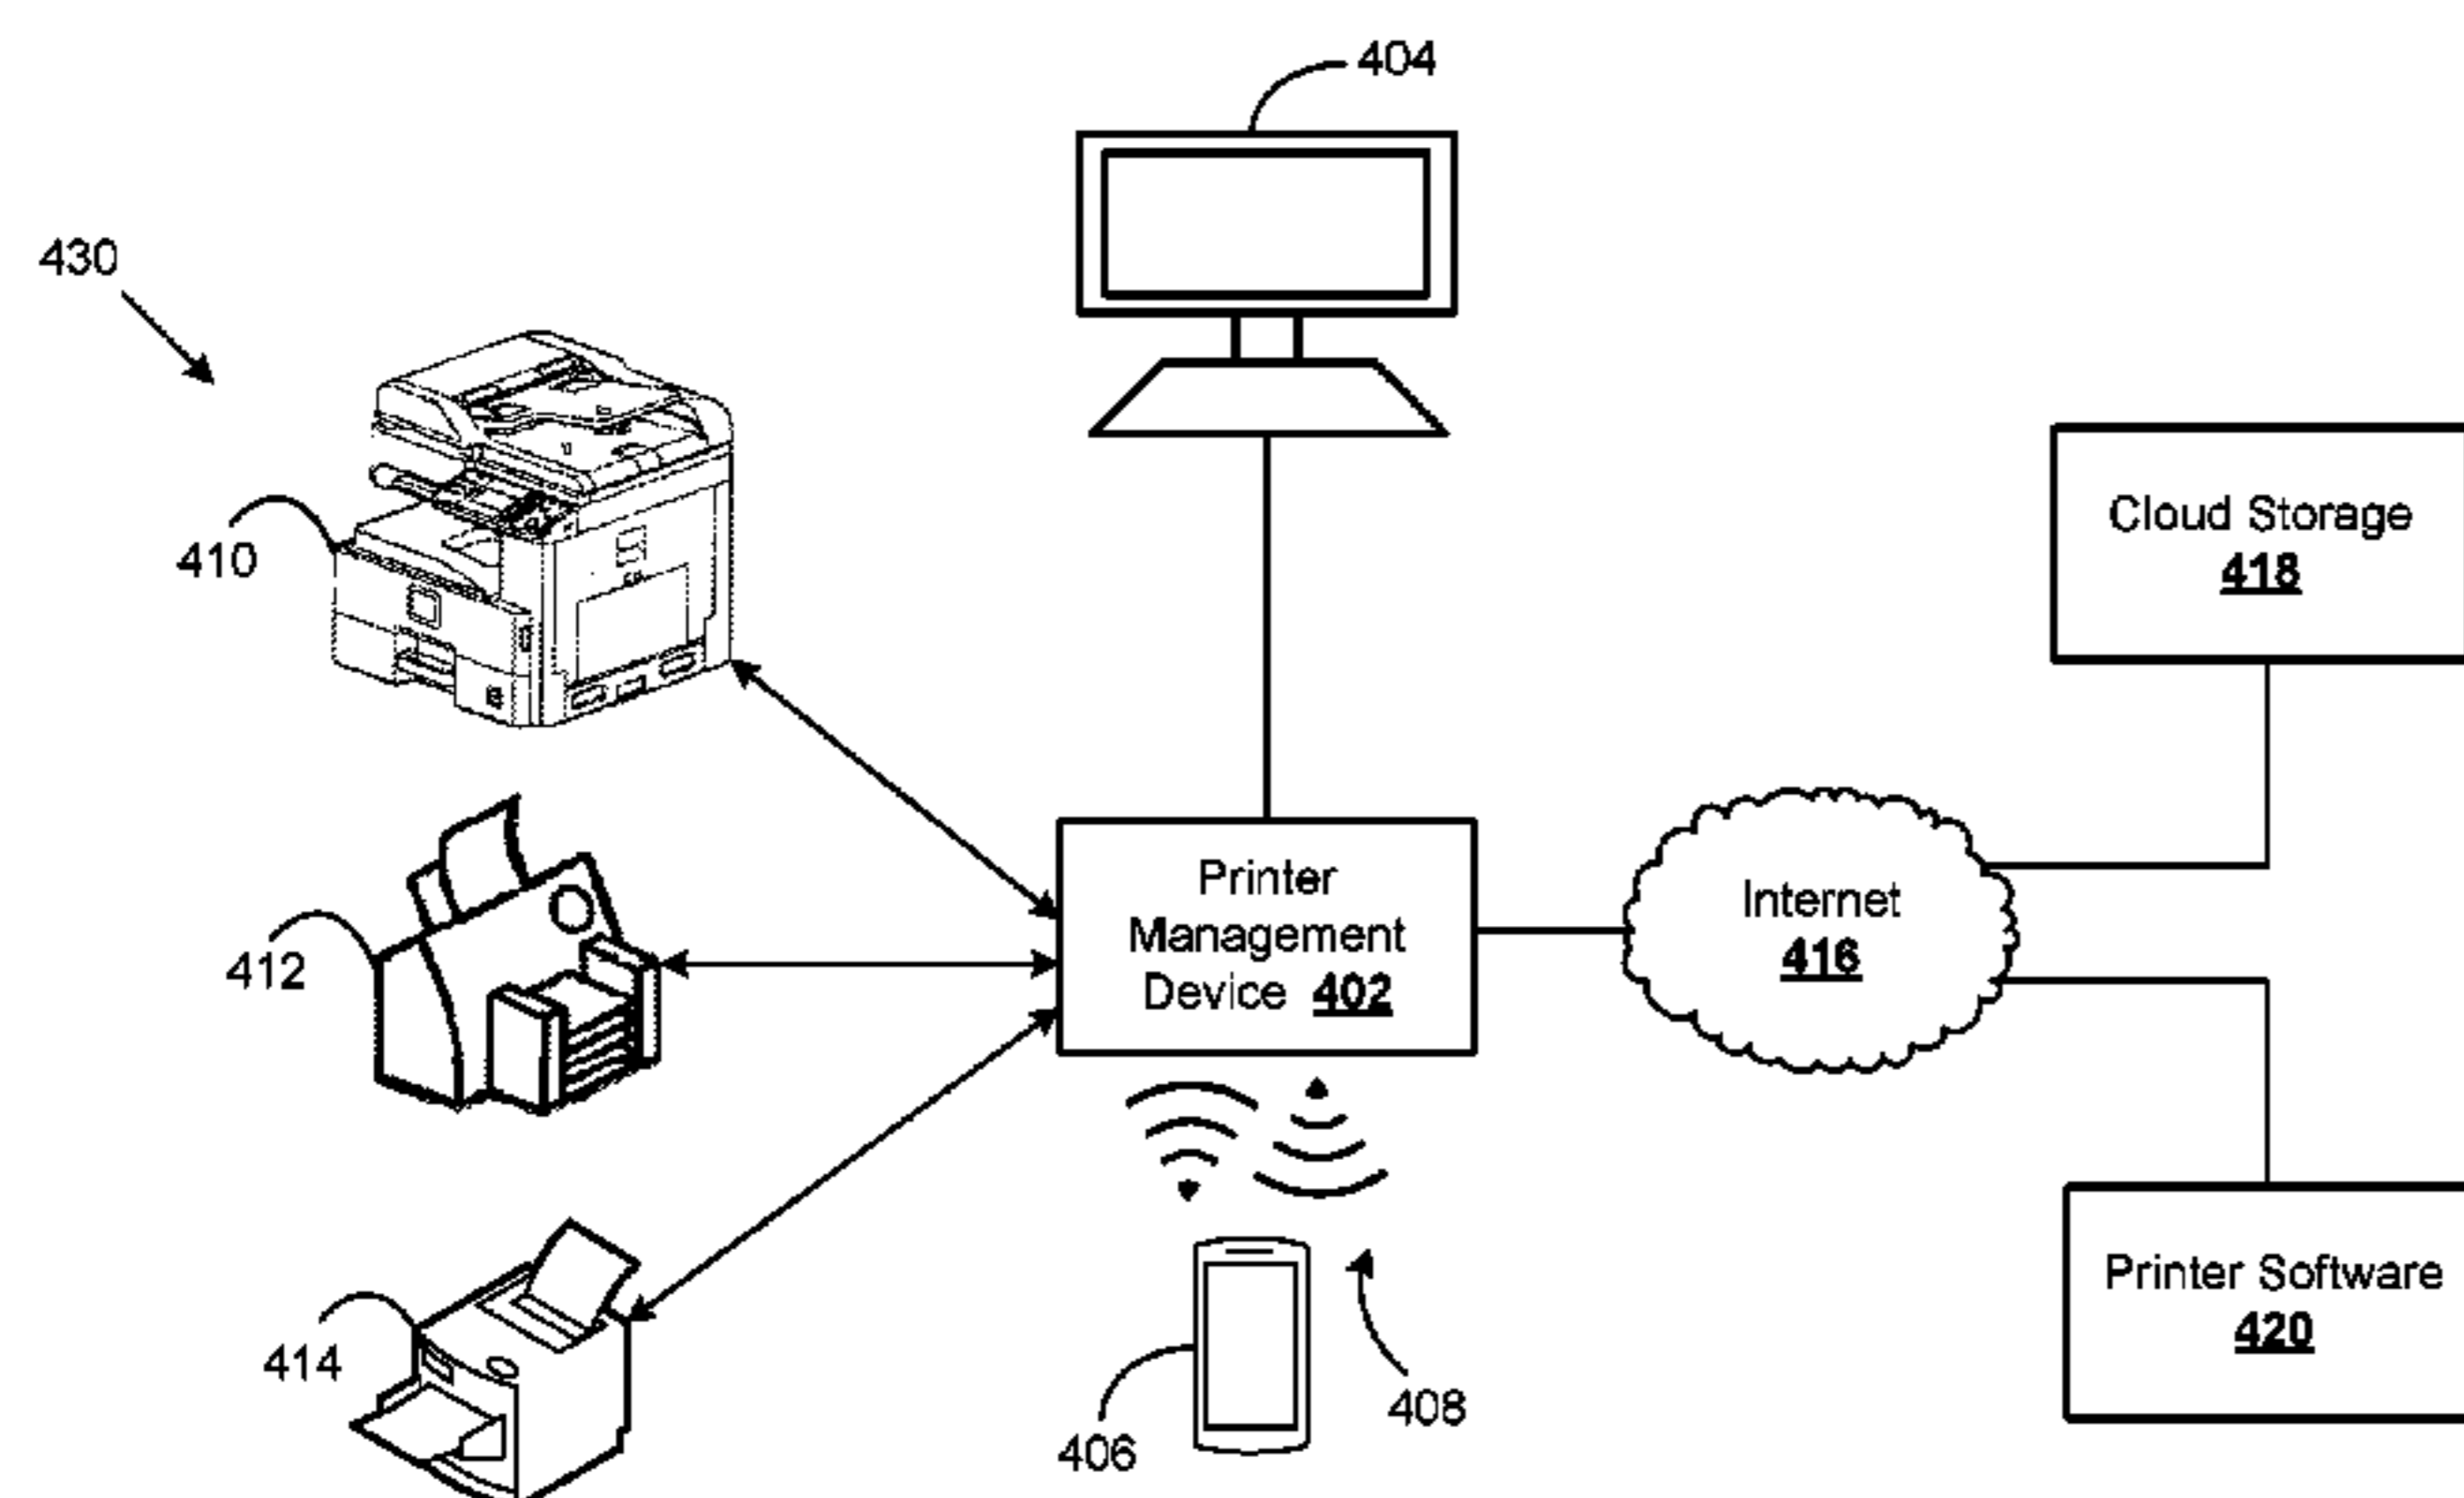 404
430
410
Cloud Storage
418
Printer
Management
Device 402
Internet
416
412
414
Printer Software
420
408
406